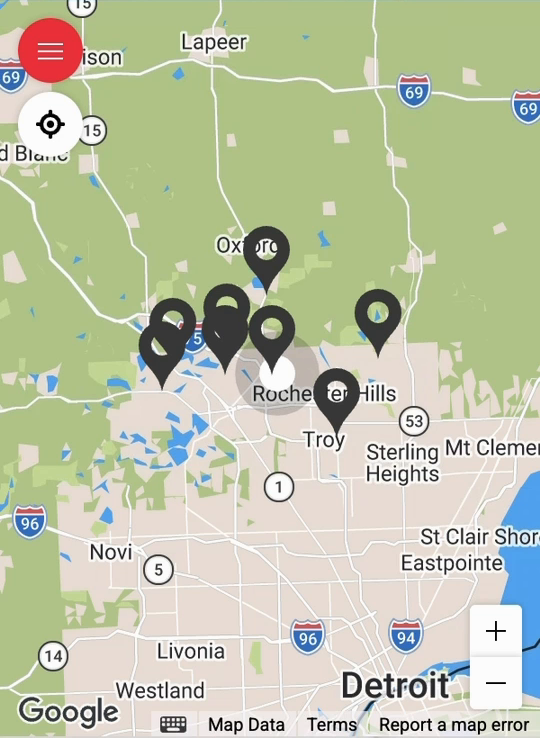 15
Lapeer
ison
69
69
69
15
d Blanc
Oxford
5
Rochester Hills
53
Troy
Sterling
Heights
Mt Clemen
1
96
St Clair Shore
Novi
Eastpointe
5
96
94
14
Livonia
Westland
Detroit
Google
Map Data
Terms
Report a map error